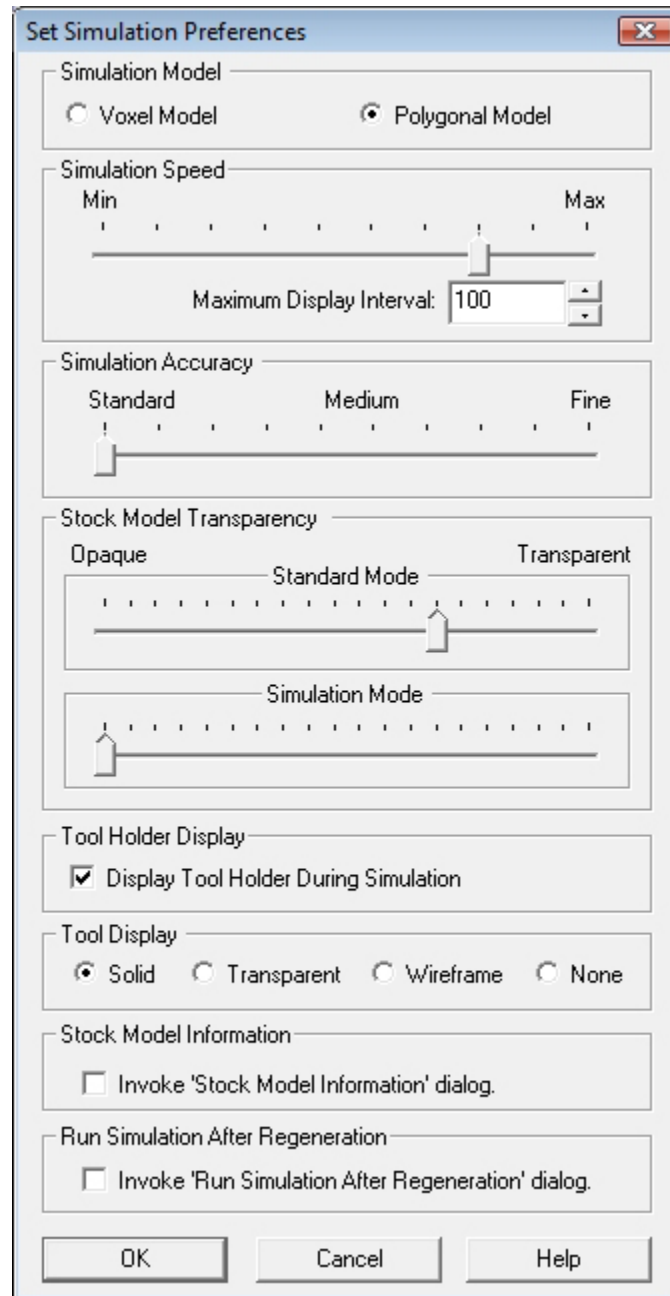 Set Simulation Preferences
Simulation Model
Voxel Model Polygonal Model
Simulation Speed
Min Max
Maximum Display Interval: 100
Simulation Accuracy
Standard Medium Fine
Stock Model Transparency
Opaque Transparent
Standard Mode
Simulation Mode
Tool Holder Display
Display Tool Holder During Simulation
Tool Display
Solid Transparent Wireframe None
Stock Model Information
Invoke 'Stock Model Information' dialog.
Run Simulation After Regeneration
Invoke 'Run Simulation After Regeneration' dialog.
OK Cancel Help